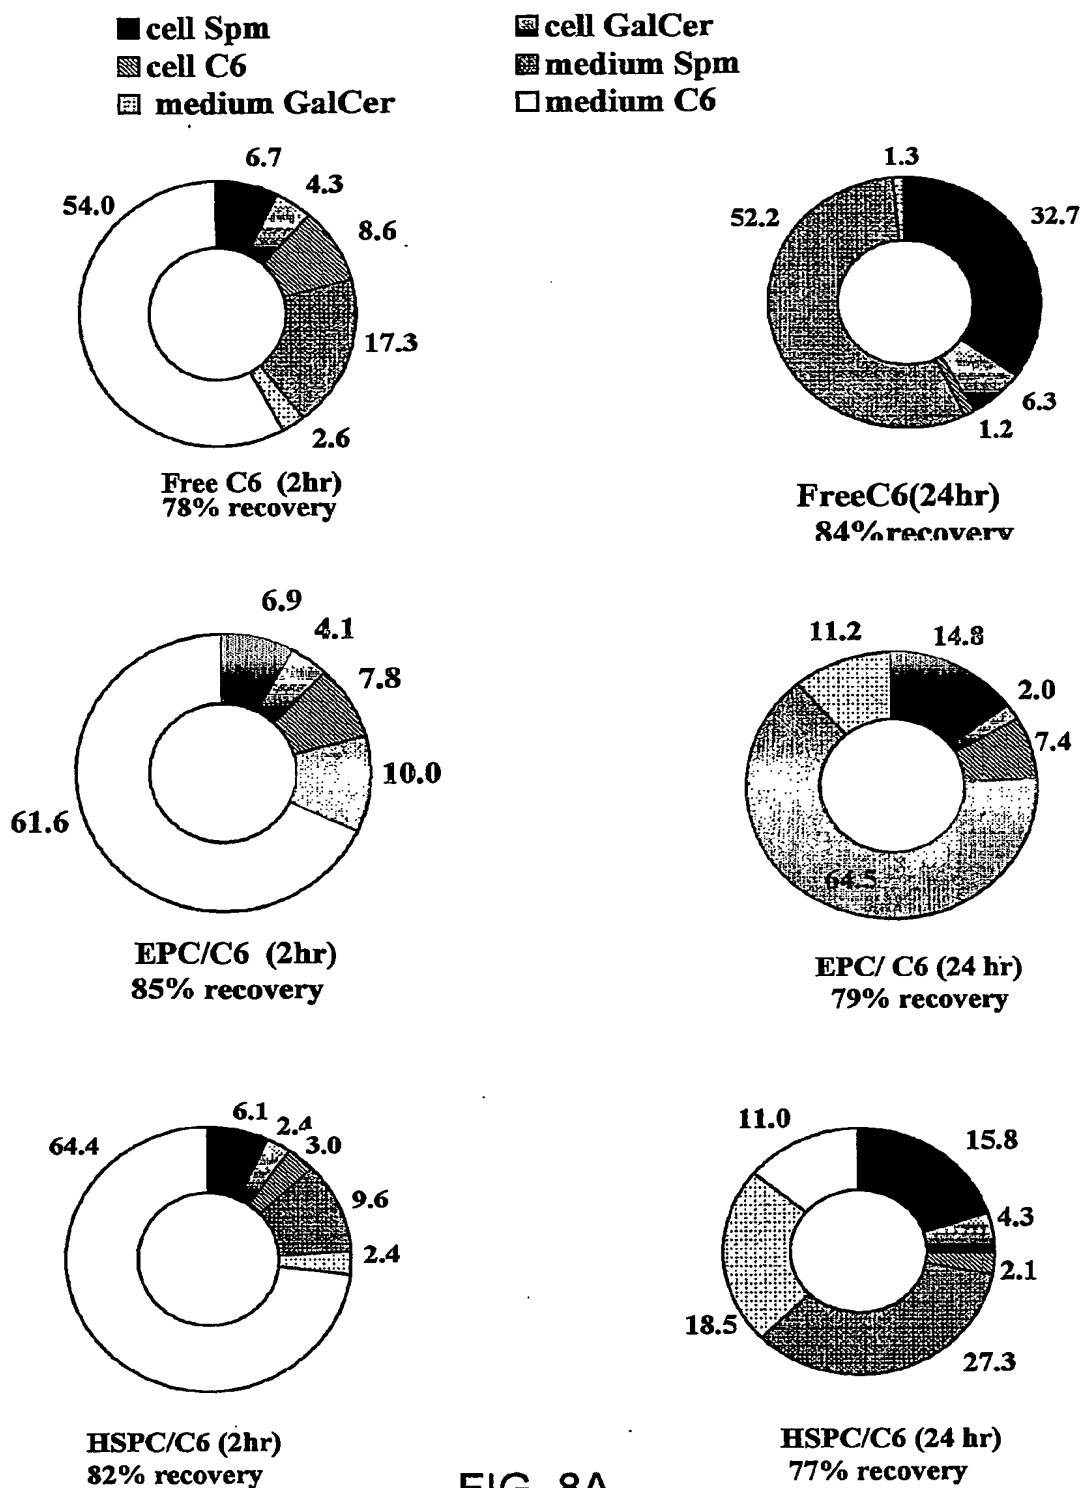 cell Spm
cell GalCer
cell C6
medium Spm
medium GalCer
medium C6
6.7
4.3
8.6
17.3
2.6
54.0
Free C6 (2hr)
78% recovery
1.3
32.7
6.3
1.2
52.2
FreeC6(24hr)
84%recovery
6.9
4.1
7.8
10.0
61.6
EPC/C6 (2hr)
85% recovery
11.2
14.8
2.0
7.4
64.5
EPC/ C6 (24 hr)
79% recovery
6.1
2.4
3.0
9.6
2.4
64.4
HSPC/C6 (2hr)
82% recovery
11.0
15.8
4.3
2.1
27.3
18.5
HSPC/C6 (24 hr)
77% recovery
FIG. 8A